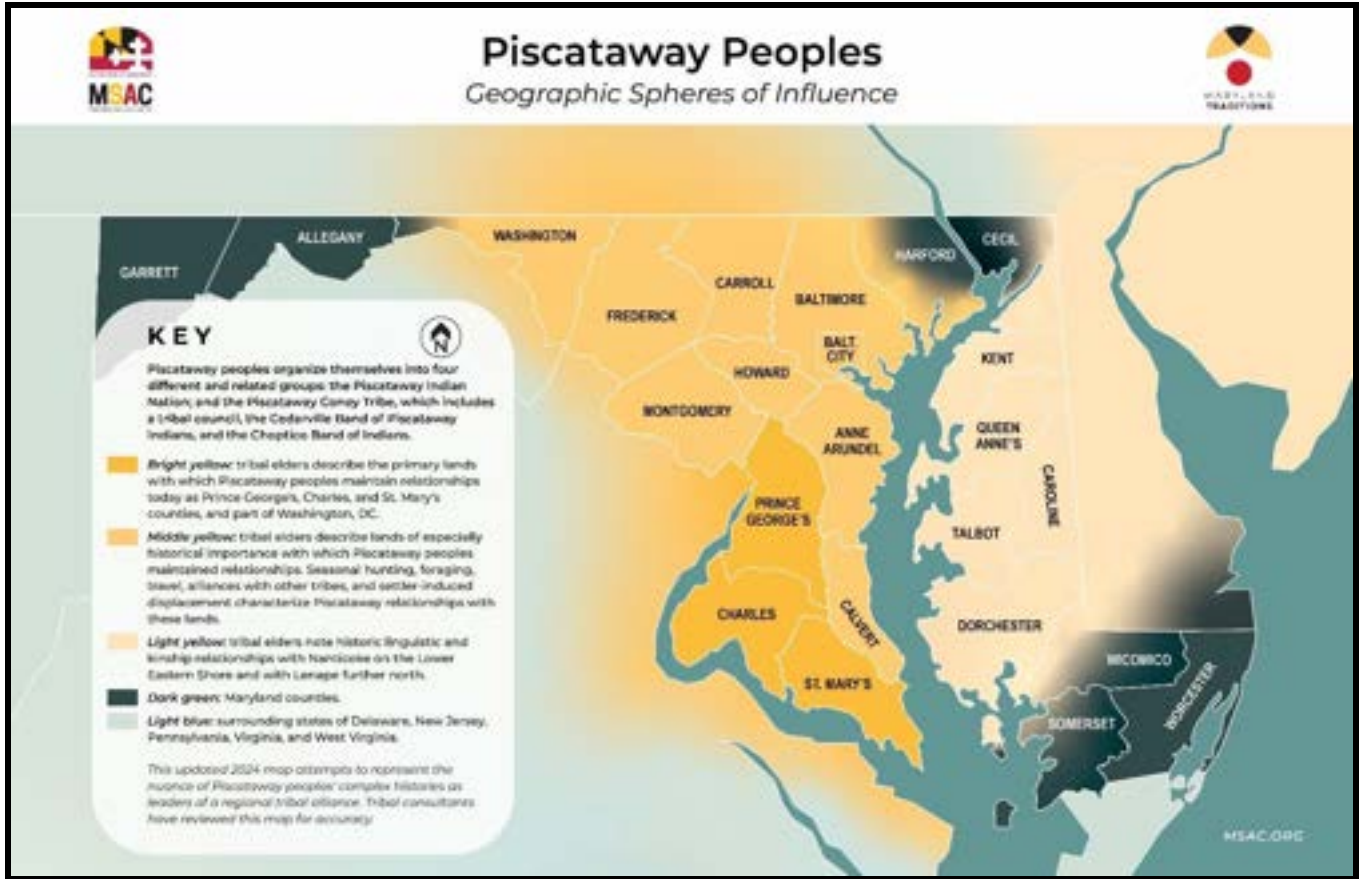 MSAC
Piscataway Peoples
Geographic Spheres of Influence
MARYLAND
TRADITIONS
GARRETT
ALLEGANY
WASHINGTON
FREDERICK
CARROLL
BALTIMORE
HARFORD
CECIL
BALT
CITY
HOWARD
MONTGOMERY
ANNE
ARUNDEL
KENT
QUEEN
ANNE'S
CAROLINE
TALBOT
PRINCE
GEORGE'S
CHARLES
CALVERT
ST. MARY'S
DORCHESTER
WICOMICO
SOMERSET
WORCESTER
KEY
N
Piscataway peoples organize themselves into four
different and related groups: the Piscataway Indian
Nation; and the Piscataway Conoy Tribe, which includes
a tribal council, the Cedarville Band of Piscataway
Indians, and the Choptico Band of Indians.
Bright yellow: tribal elders describe the primary lands
with which Piscataway peoples maintain relationships
today as Prince George's, Charles, and St. Mary's
counties, and part of Washington, DC.
Middle yellow: tribal elders describe lands of especially
historical importance with which Piscataway peoples
maintained relationships. Seasonal hunting, foraging,
travel, alliances with other tribes, and settler-induced
displacement characterize Piscataway relationships with
these lands.
Light yellow: tribal elders note historic linguistic and
kinship relationships with Nanticoke on the Lower
Eastern Shore and with Lenape further north.
Dark green: Maryland counties.
Light blue: surrounding states of Delaware, New Jersey,
Pennsylvania, Virginia, and West Virginia.
This updated 2024 map attempts to represent the
nuance of Piscataway peoples' complex histories as
leaders of a regional tribal alliance. Tribal consultants
have reviewed this map for accuracy.
MSAC.ORG